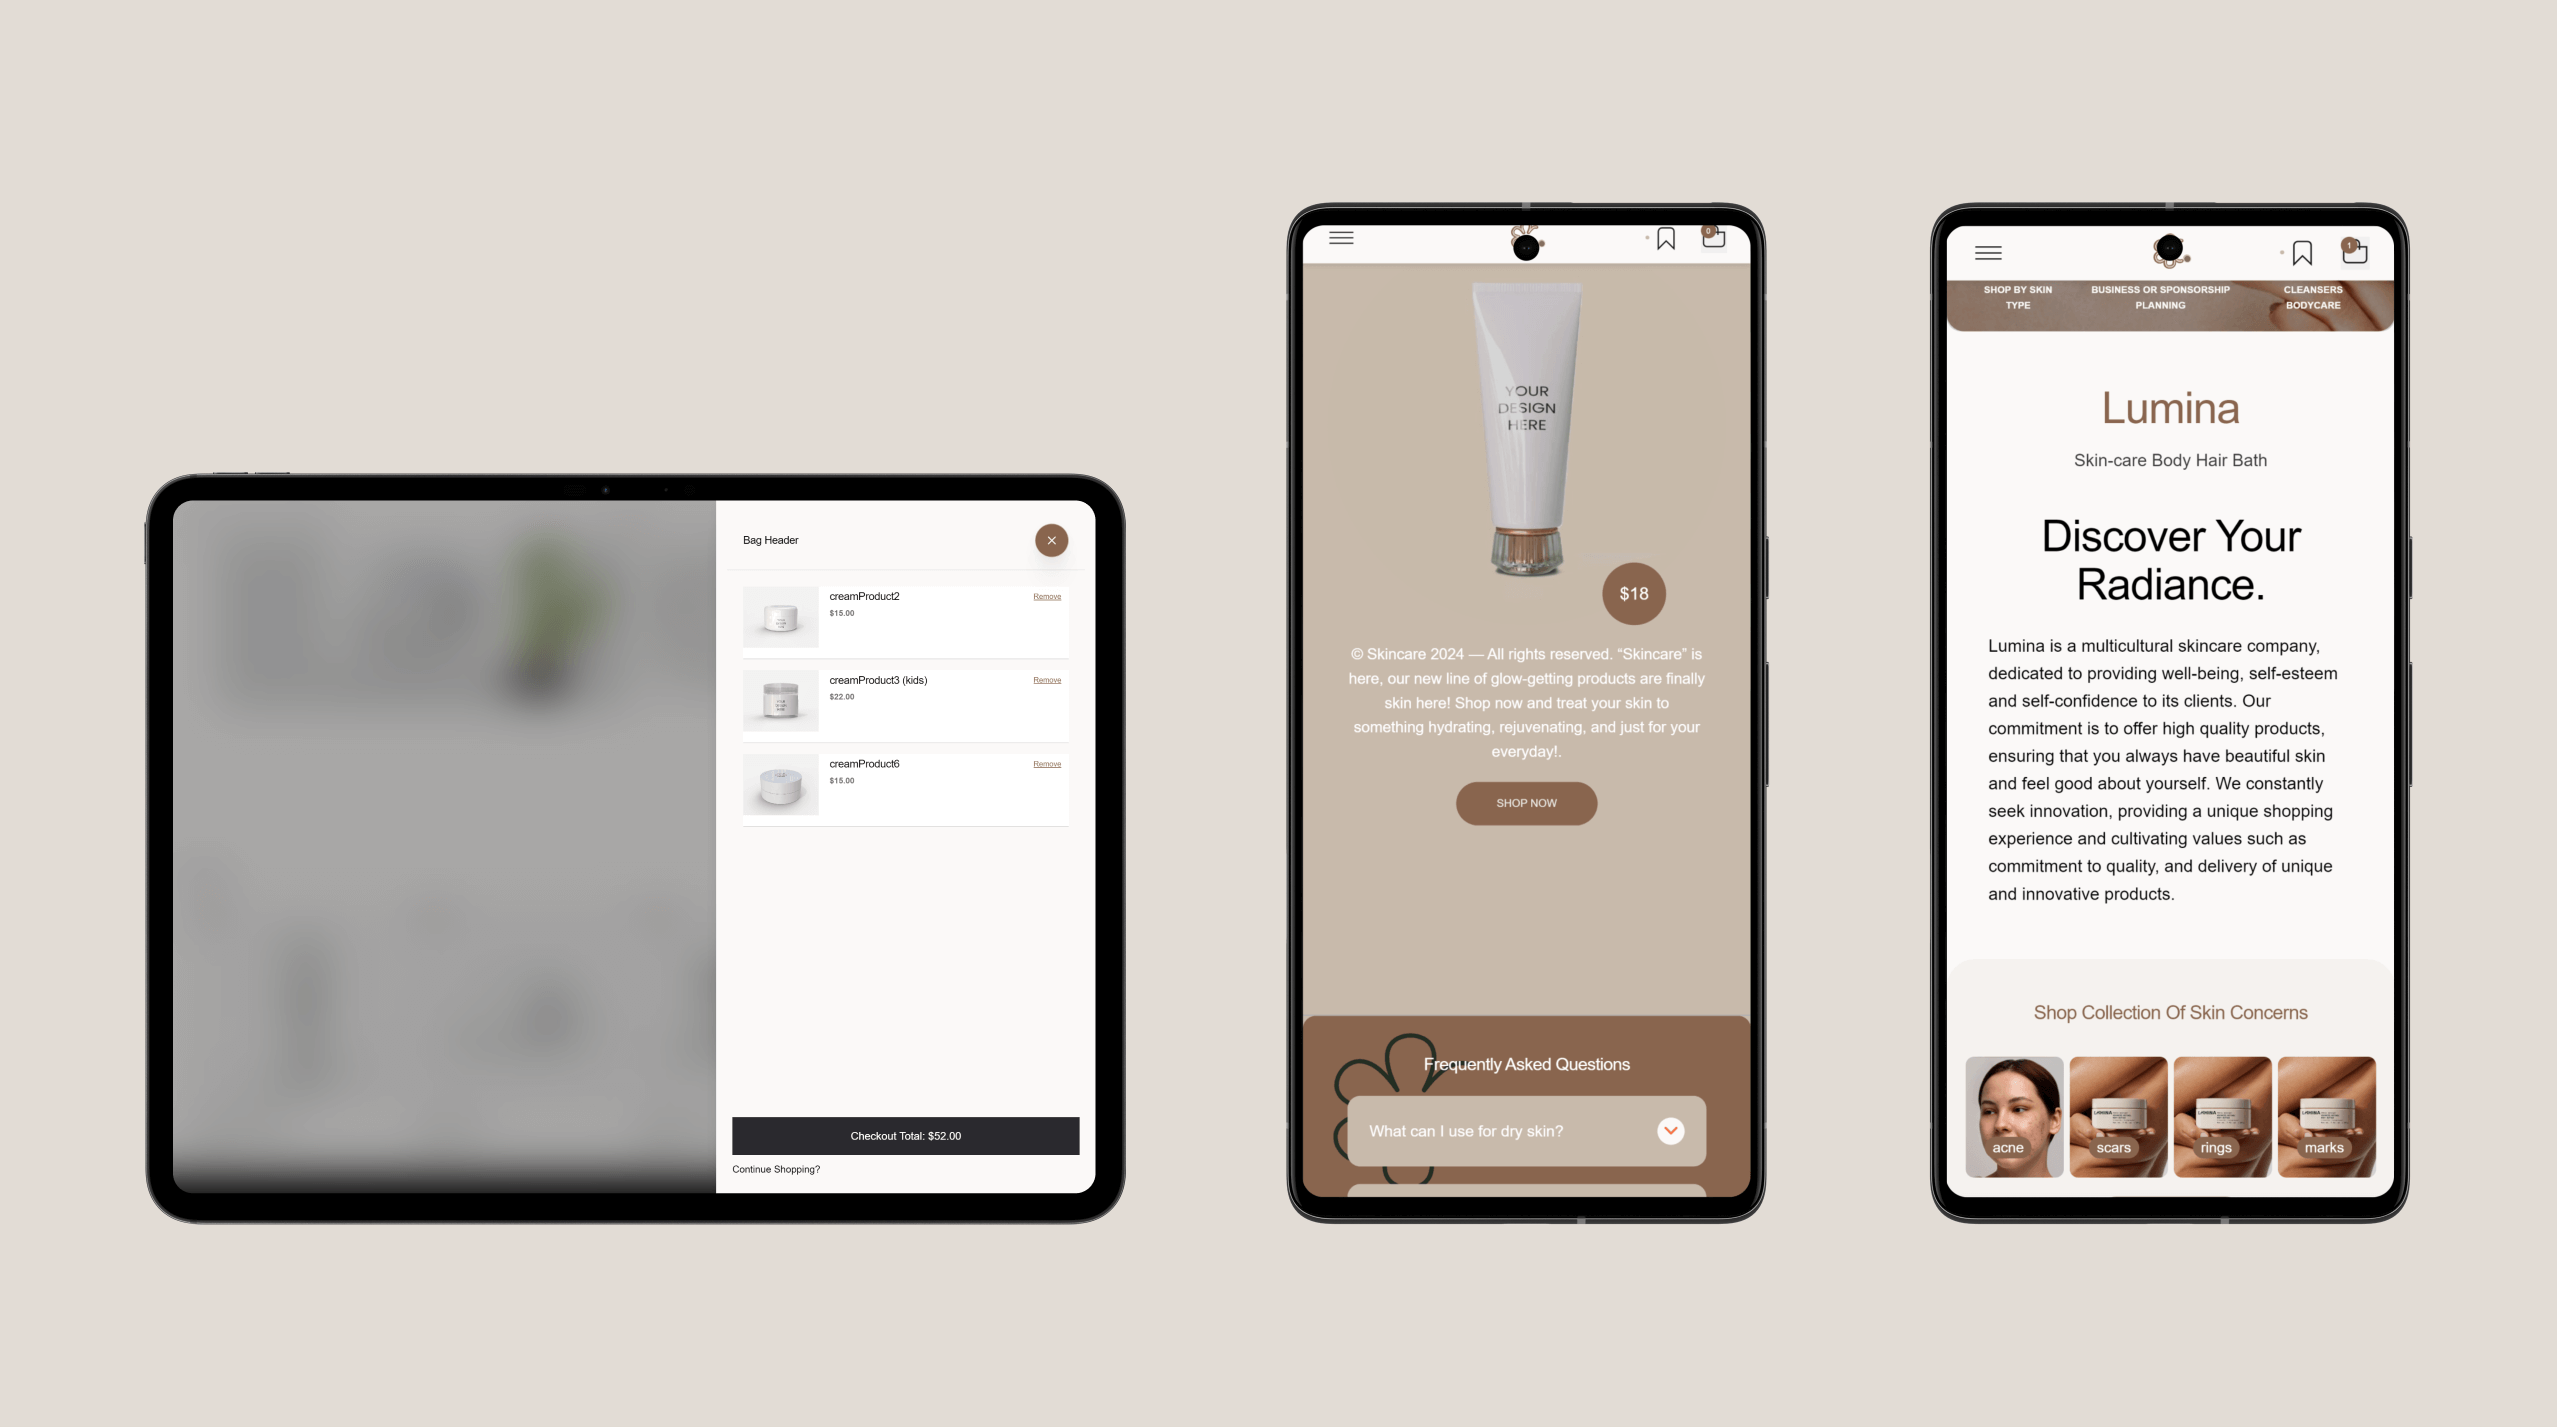 Bag Header
creamProduct2
Remove
$15.00
creamProduct3 (kids)
Remove
$22.00
creamProduct6
Remove
$15.00
Checkout Total: $52.00
Continue Shopping?
0
YOUR
DESIGN
HERE
$18
© Skincare 2024 — All rights reserved. “Skincare” is
here, our new line of glow-getting products are finally
skin here! Shop now and treat your skin to
something hydrating, rejuvenating, and just for your
everyday!.
SHOP NOW
Frequently Asked Questions
What can I use for dry skin?
1
SHOP BY SKIN
TYPE
BUSINESS OR SPONSORSHIP
PLANNING
CLEANSERS
BODYCARE
Lumina
Skin-care Body Hair Bath
Discover Your
Radiance.
Lumina is a multicultural skincare company,
dedicated to providing well-being, self-esteem
and self-confidence to its clients. Our
commitment is to offer high quality products,
ensuring that you always have beautiful skin
and feel good about yourself. We constantly
seek innovation, providing a unique shopping
experience and cultivating values such as
commitment to quality, and delivery of unique
and innovative products.
Shop Collection Of Skin Concerns
acne
scars
rings
marks